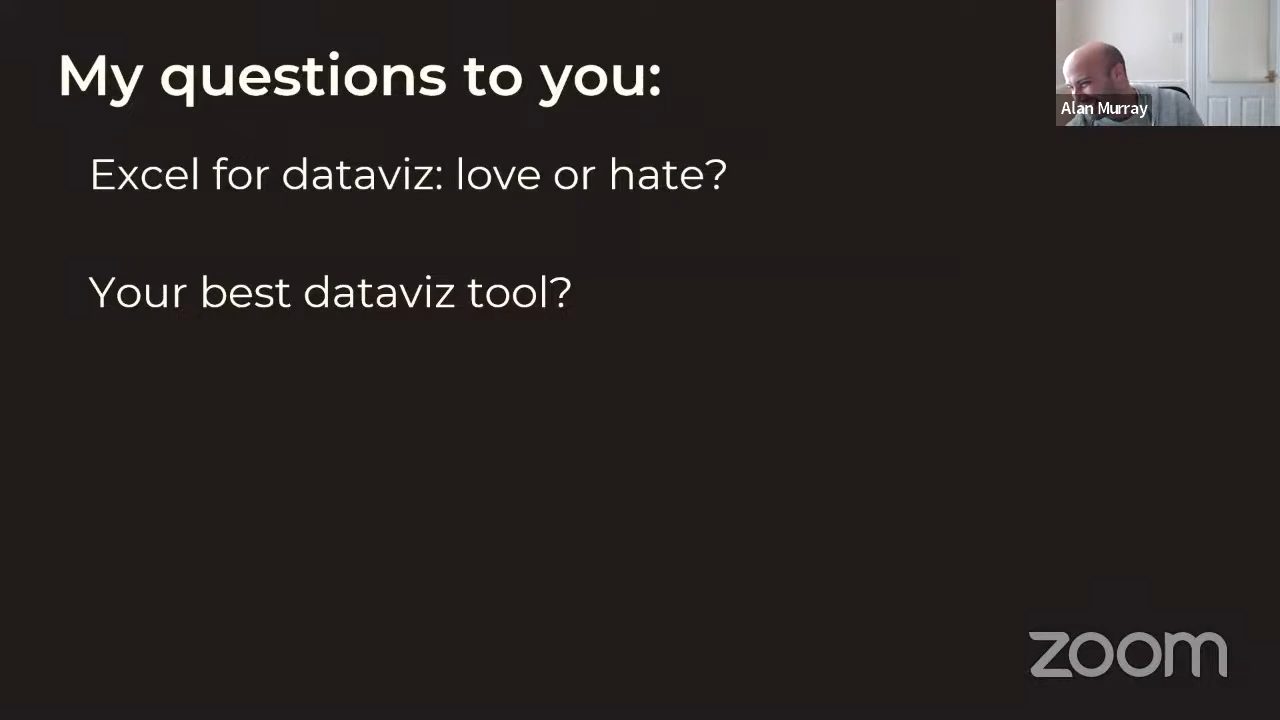 My questions to you:
Alan Murray
Excel for dataviz: love or hate?
Your best dataviz tool?
zoom